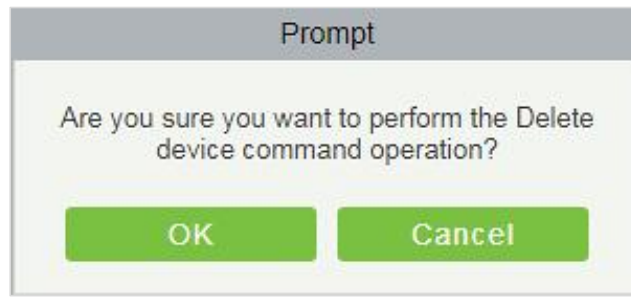 Prompt
Are you sure you want to perform the Delete
device command operation?
OK
Cancel